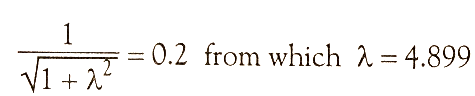 1/√(1 + λ²) = 0.2 from which λ = 4.899